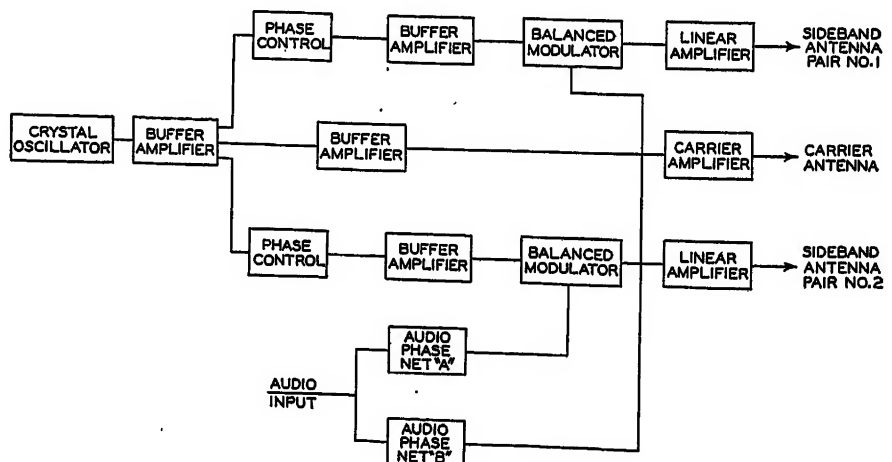 PHASE
CONTROL
BUFFER
AMPLIFIER
BALANCED
MODULATOR
LINEAR
AMPLIFIER
SIDEBAND
ANTENNA
PAIR NO.1
CRYSTAL
OSCILLATOR
BUFFER
AMPLIFIER
BUFFER
AMPLIFIER
CARRIER
AMPLIFIER
CARRIER
ANTENNA
PHASE
CONTROL
BUFFER
AMPLIFIER
BALANCED
MODULATOR
LINEAR
AMPLIFIER
SIDEBAND
ANTENNA
PAIR NO.2
AUDIO
PHASE
NET "A"
AUDIO
INPUT
AUDIO
PHASE
NET "B"